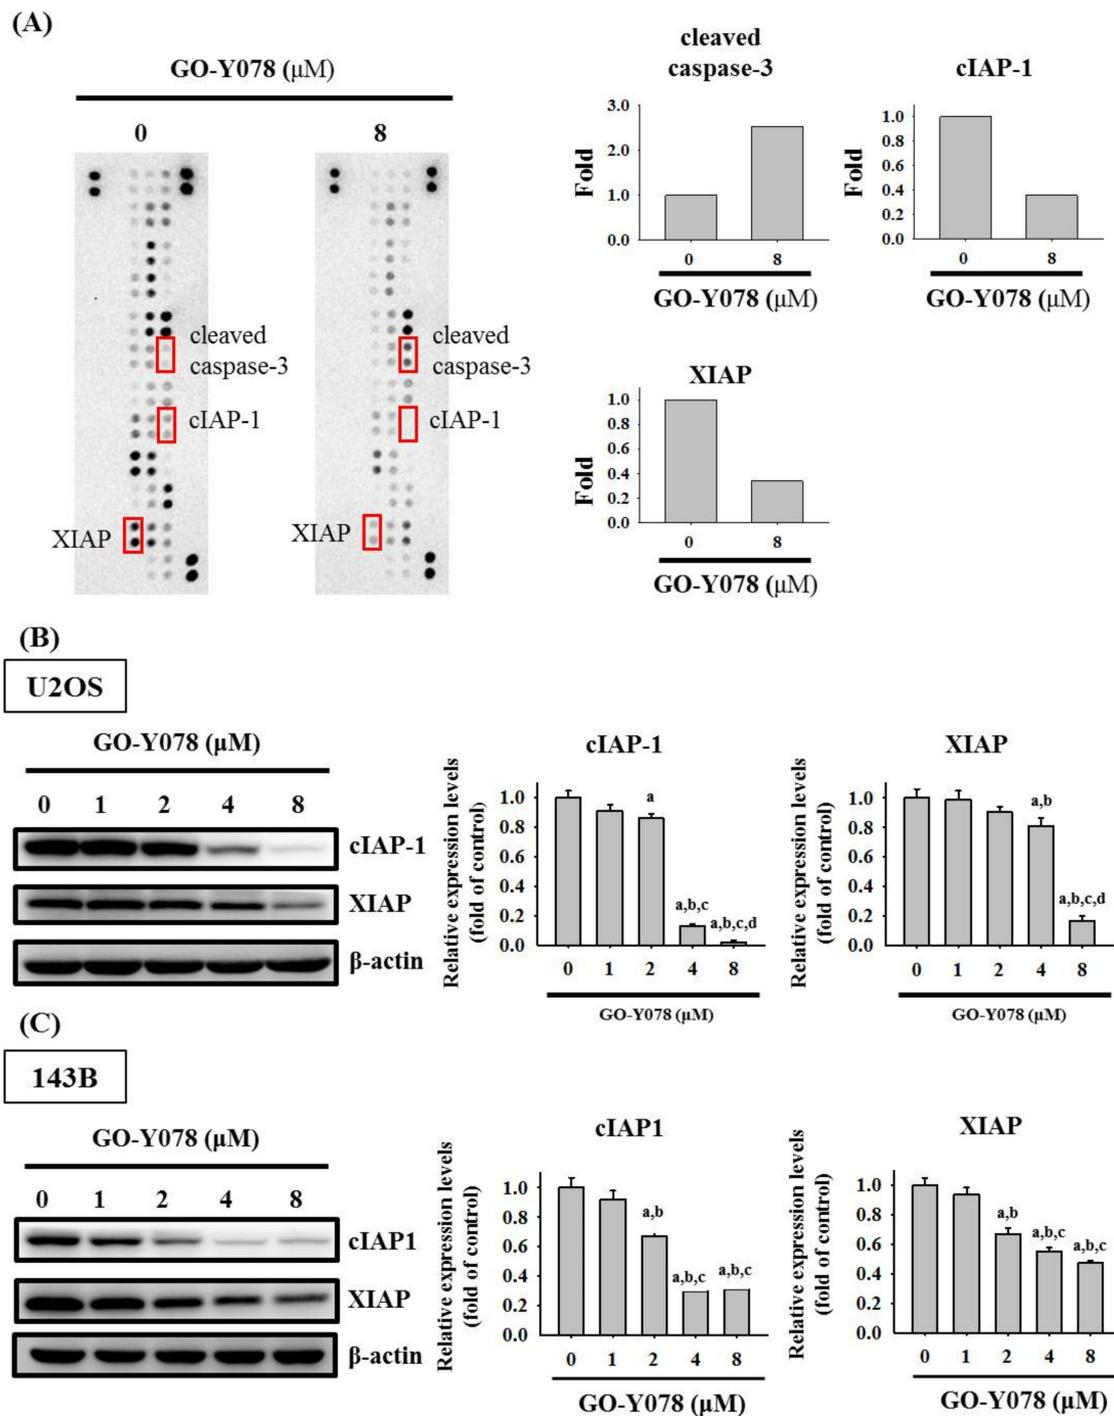 (A)
GO-Y078 (μM)
0
8
cleaved
caspase-3
cIAP-1
XIAP
cleaved
caspase-3
cIAP-1
XIAP
cleaved
caspase-3
Fold
3.0
2.0
1.0
0.0
0
8
GO-Y078 (μM)
cIAP-1
Fold
1.0
0.8
0.6
0.4
0.2
0.0
0
8
GO-Y078 (μM)
XIAP
Fold
1.0
0.8
0.6
0.4
0.2
0.0
0
8
GO-Y078 (μM)
(B)
U2OS
GO-Y078 (μM)
0 1 2 4 8
cIAP-1
XIAP
β-actin
cIAP-1
Relative expression levels
(fold of control)
1.0
0.8
0.6
0.4
0.2
0.0
a
a,b,c
a,b,c,d
0 1 2 4 8
GO-Y078 (μM)
XIAP
Relative expression levels
(fold of control)
1.0
0.8
0.6
0.4
0.2
0.0
a,b
a,b,c,d
0 1 2 4 8
GO-Y078 (μM)
(C)
143B
GO-Y078 (μM)
0 1 2 4 8
cIAP1
XIAP
β-actin
cIAP1
Relative expression levels
(fold of control)
1.0
0.8
0.6
0.4
0.2
0.0
a,b
a,b,c
a,b,c
0 1 2 4 8
GO-Y078 (μM)
XIAP
Relative expression levels
(fold of control)
1.0
0.8
0.6
0.4
0.2
0.0
a,b
a,b,c
a,b,c
0 1 2 4 8
GO-Y078 (μM)